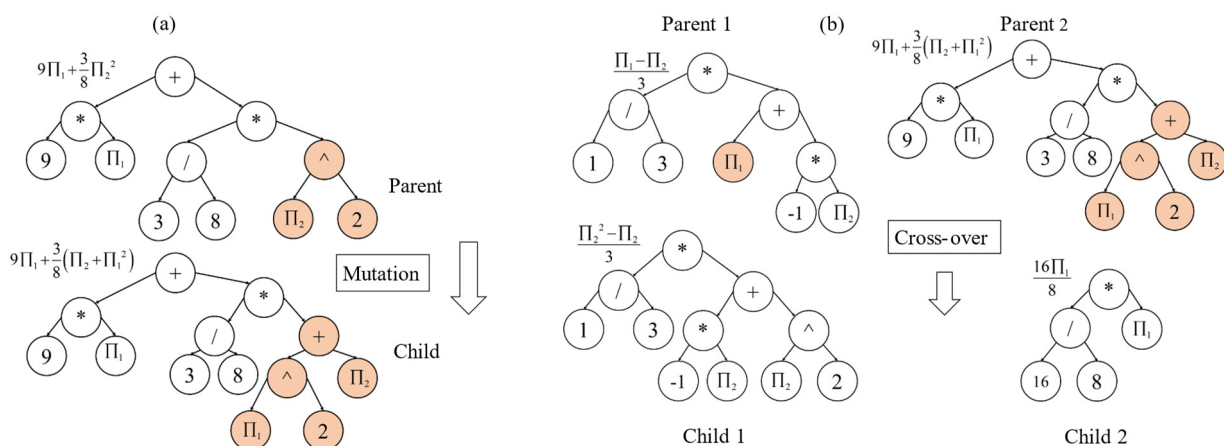 (a)
9Π₁+3/8Π₂²
+
*
*
9
Π₁
/
^
3
8
Π₂
2
Parent
Mutation
9Π₁+3/8(Π₂+Π₁²)
+
*
*
9
Π₁
/
+
3
8
^
Π₂
Π₁
2
Child
(b)
Parent 1
Π₁−Π₂/3
*
/
+
1
3
Π₁
*
-1
Π₂
Parent 2
9Π₁+3/8(Π₂+Π₁²)
+
*
*
9
Π₁
/
+
3
8
^
Π₂
Π₁
2
Cross-over
Π₂²−Π₂/3
*
/
+
1
3
*
^
-1
Π₂
Π₂
2
Child 1
16Π₁/8
*
/
Π₁
16
8
Child 2